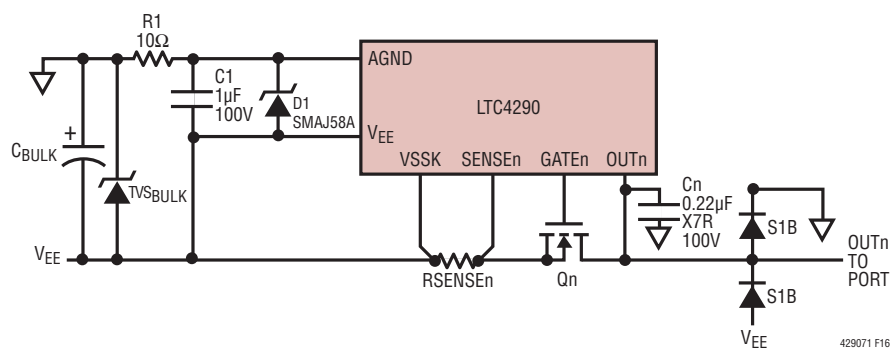 R1
10Ω
C1
1µF
100V
D1
SMAJ58A
CBULK
+
TVSBULK
VEE
AGND
LTC4290
VEE
VSSK SENSEn GATEn OUTn
Cn
0.22µF
X7R
100V
S1B
OUTn
TO
PORT
RSENSEn
Qn
S1B
VEE
429071 F16